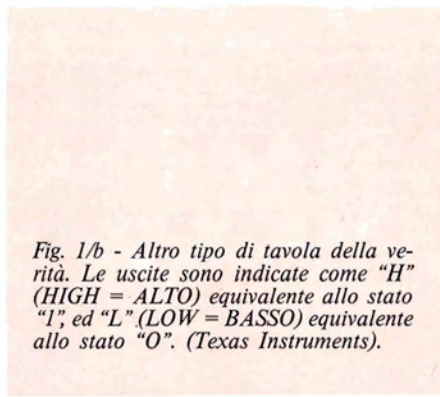 Fig. 1/b - Altro tipo di tavola della ve-
rità. Le uscite sono indicate come “H”
(HIGH = ALTO) equivalente allo stato
“1”, ed “L” (LOW = BASSO) equivalente
allo stato “O”. (Texas Instruments).